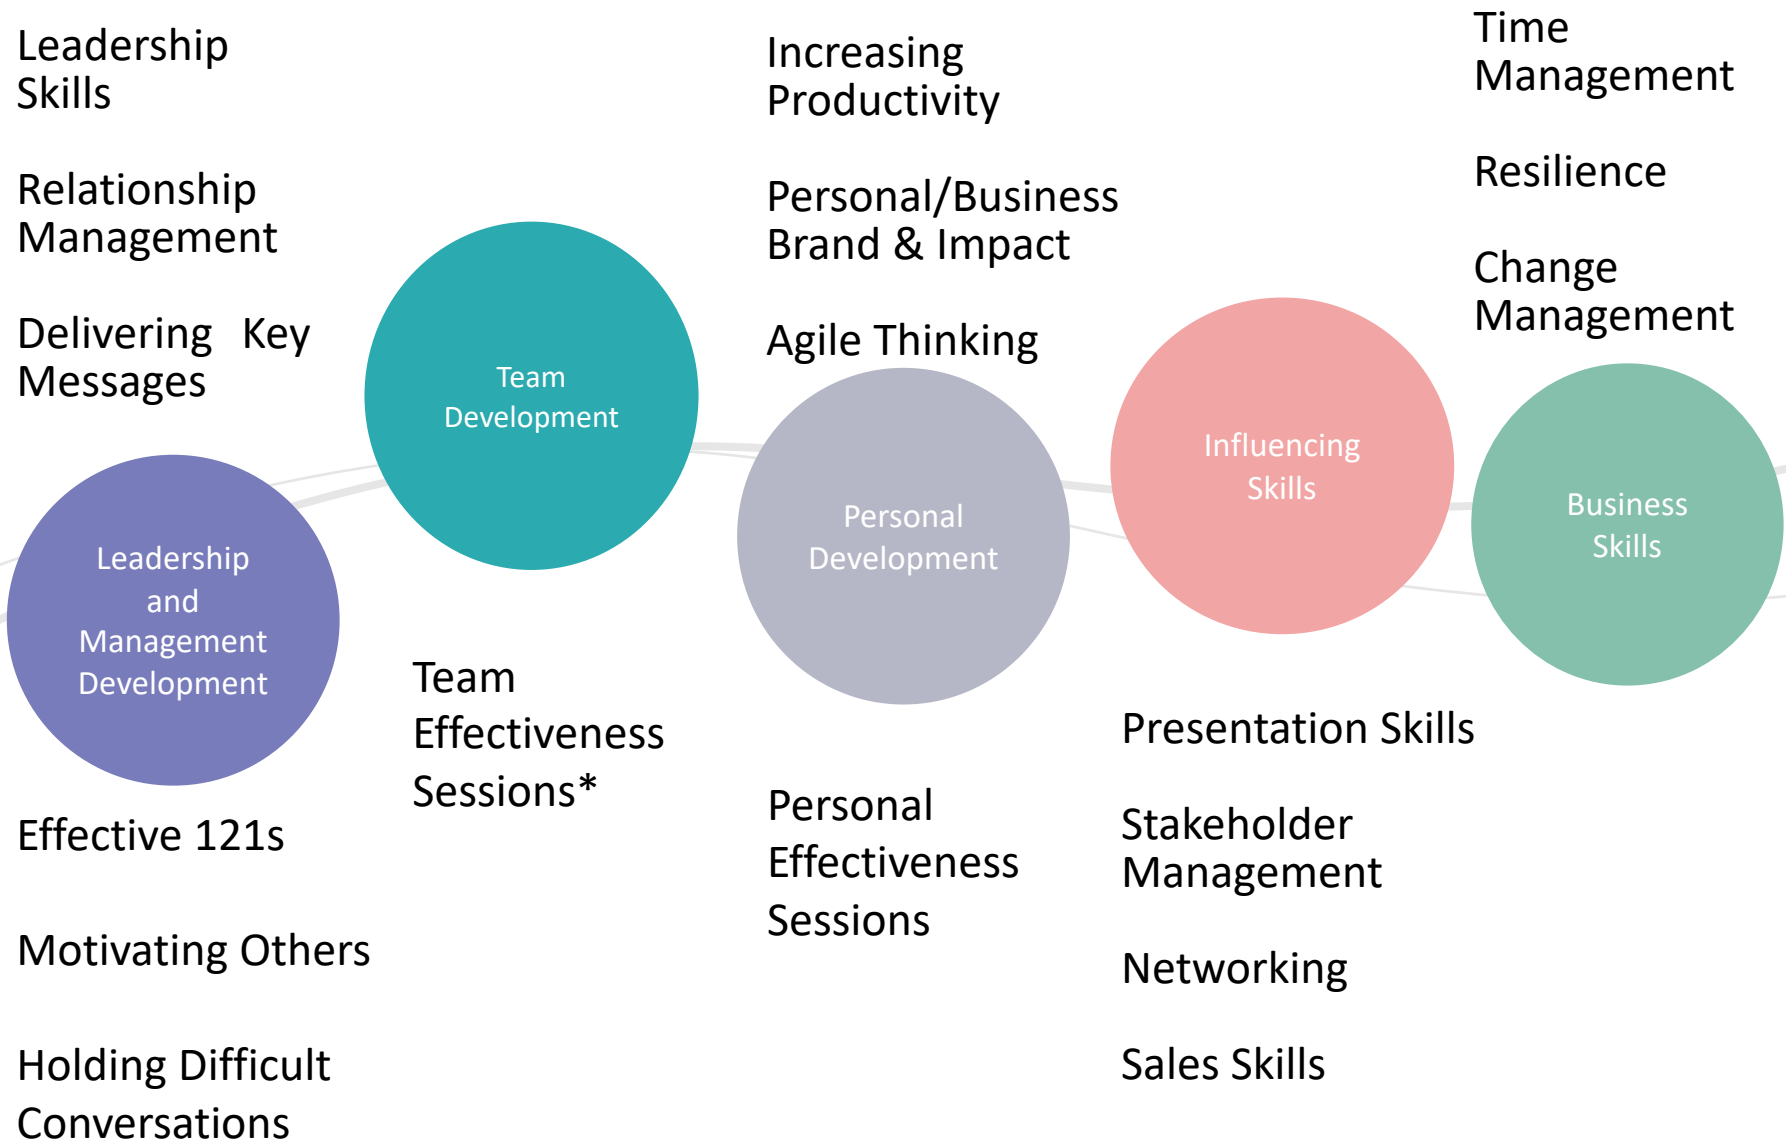 Leadership
Skills
Relationship
Management
Delivering Key
Messages
Leadership
and
Management
Development
Effective 121s
Motivating Others
Holding Difficult
Conversations
Team
Development
Team
Effectiveness
Sessions*
Increasing
Productivity
Personal/Business
Brand & Impact
Agile Thinking
Personal
Development
Personal
Effectiveness
Sessions
Influencing
Skills
Presentation Skills
Stakeholder
Management
Networking
Sales Skills
Time
Management
Resilience
Change
Management
Business
Skills